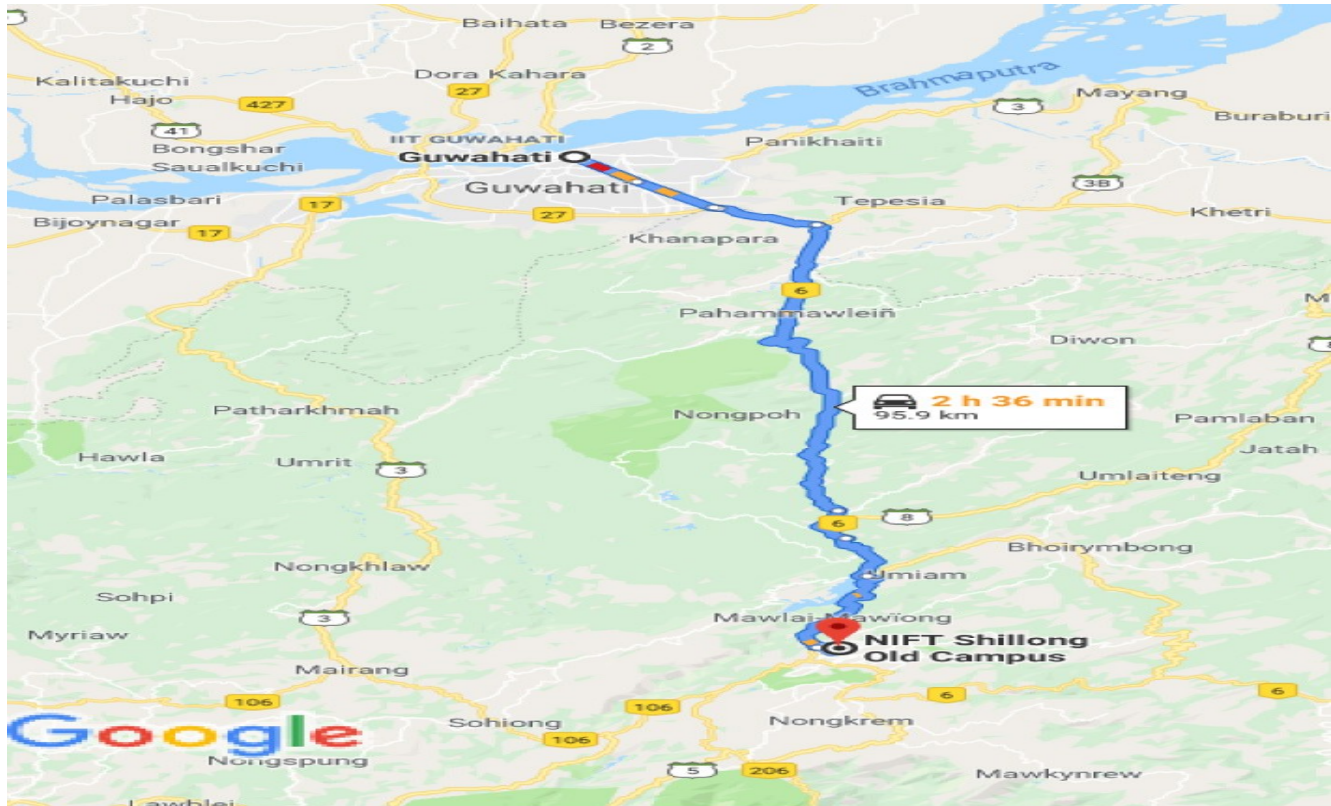 Baihata
Bezera
2
Kalitakuchi
Dora Kahara
Brahmaputra
Mayang
Hajo
427
27
3
Buraburi
41
IIT GUWAHATI
Bongshar
Guwahati
Panikhaiti
Saualkuchi
Guwahati
3B
Palasbari
17
27
Tepesia
Khetri
Bijoynagar
17
Khanapara
6
Pahammawleiñ
Diwon
2 h 36 min
95.9 km
Patharkhmah
Nongpoh
Pamlaban
Hawla
Umrit
3
Jatah
Umlaiteng
6
8
Nongkhlaw
Bhoirymbong
Umiam
Sohpi
3
Mawlai-Mawïong
Myriaw
NIFT Shillong
Old Campus
Mairang
106
106
6
6
Google
Sohiong
106
Nongkrem
Nongspung
5
206
Mawkynrew